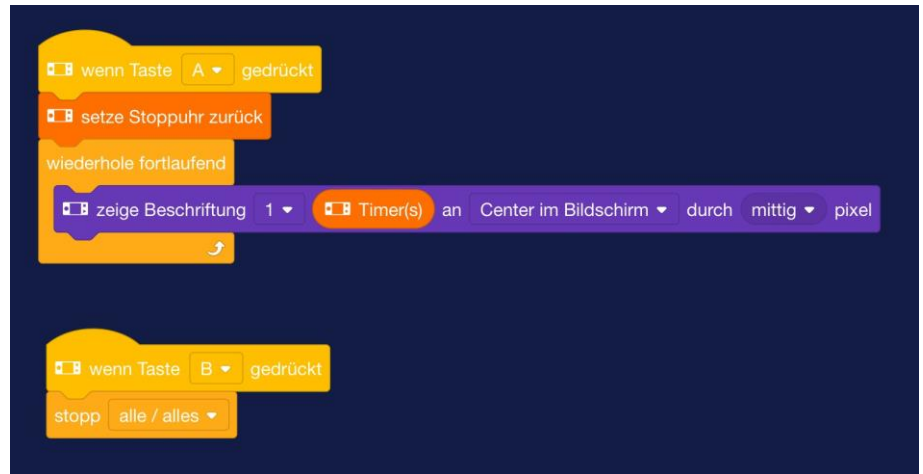 wenn Taste A gedrückt
setze Stoppuhr zurück
wiederhole fortlaufend
zeige Beschriftung 1 Timer(s) an Center im Bildschirm durch mittig pixel
wenn Taste B gedrückt
stopp alle / alles